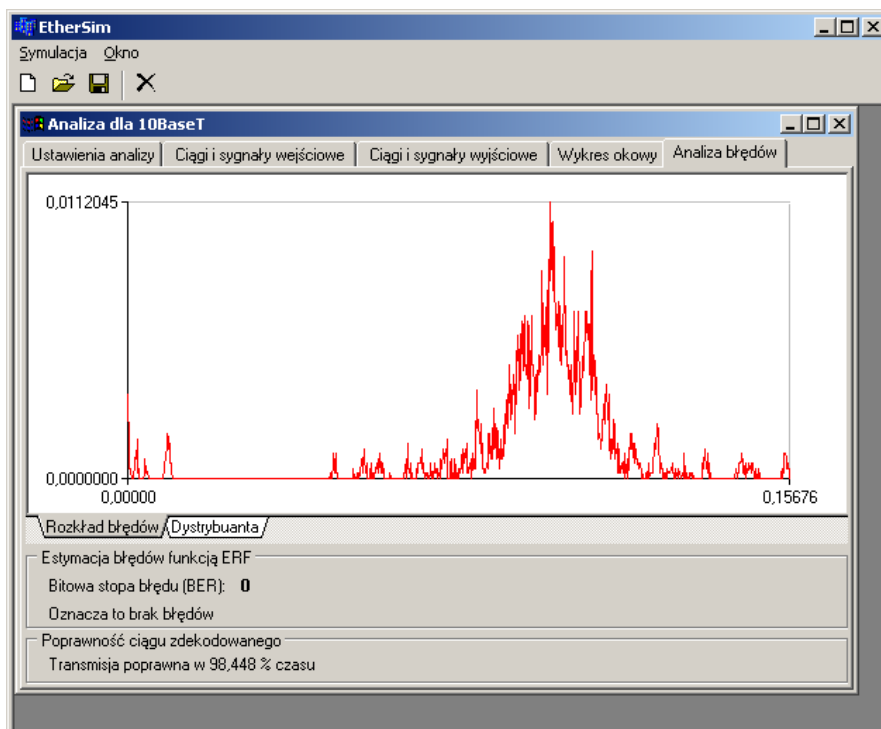 EtherSim
Symulacja Okno
Analiza dla 10BaseT
Ustawienia analizy Ciągi i sygnały wejściowe Ciągi i sygnały wyjściowe Wykres okowy Analiza błędów
0,0112045
0,0000000
0,00000 0,15676
Rozkład błędów Dystrybuanta
Estymacja błędów funkcją ERF
Bitowa stopa błędu (BER): 0
Oznacza to brak błędów
Poprawność ciągu zdekodowanego
Transmisja poprawna w 98,448 % czasu